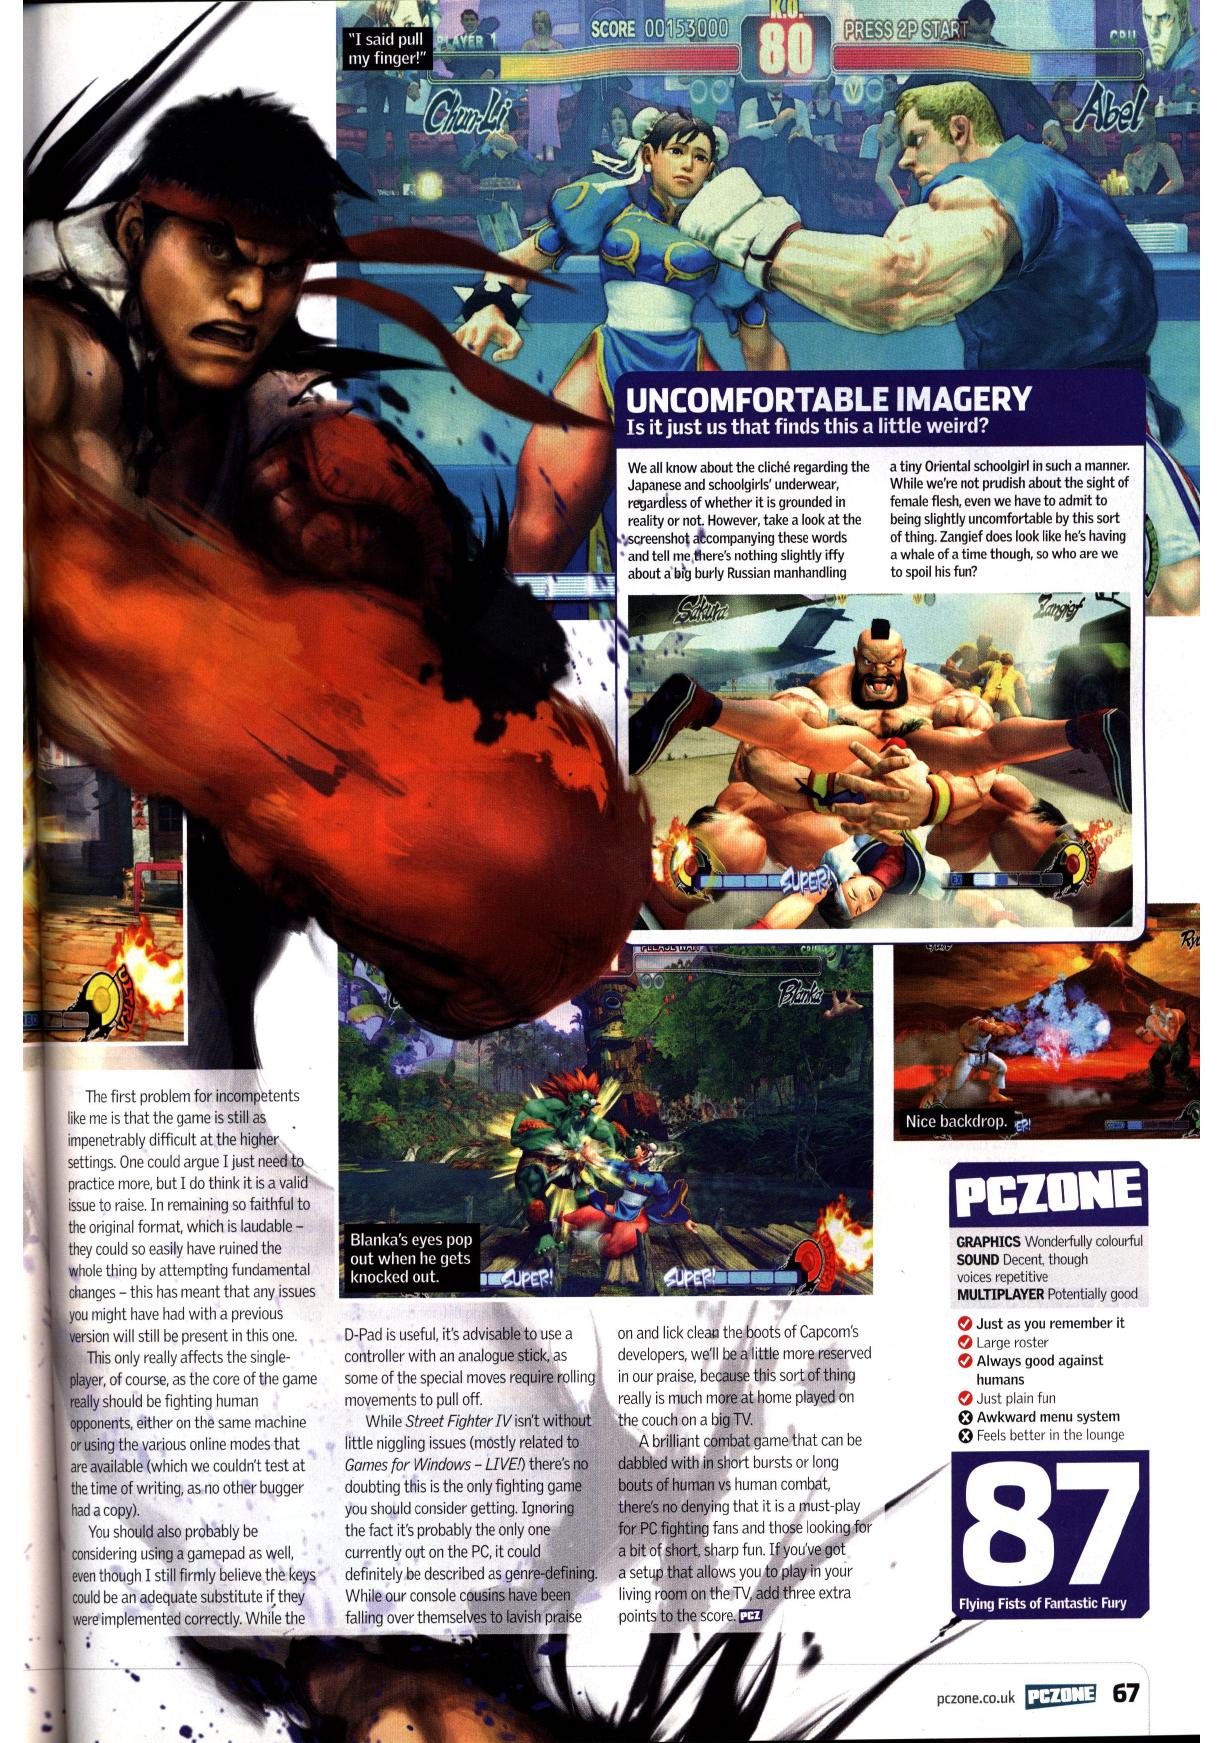 "I said pull
my finger!"
PLAYER 1
SCORE 00153000
K.O.
80
PRESS 2P START
CPU
Chun-Li
Abel
UNCOMFORTABLE IMAGERY
Is it just us that finds this a little weird?
We all know about the cliché regarding the
Japanese and schoolgirls' underwear,
regardless of whether it is grounded in
reality or not. However, take a look at the
screenshot accompanying these words
and tell me there's nothing slightly iffy
about a big burly Russian manhandling
a tiny Oriental schoolgirl in such a manner.
While we're not prudish about the sight of
female flesh, even we have to admit to
being slightly uncomfortable by this sort
of thing. Zangief does look like he's having
a whale of a time though, so who are we
to spoil his fun?
Sakura
Zangief
SUPER!
EX
ULTRA
ULTRA
PLEASE WAIT
CPU
Blanka
Blanka's eyes pop
out when he gets
knocked out.
SUPER!
SUPER!
Nice backdrop.
The first problem for incompetents
like me is that the game is still as
impenetrably difficult at the higher
settings. One could argue I just need to
practice more, but I do think it is a valid
issue to raise. In remaining so faithful to
the original format, which is laudable –
they could so easily have ruined the
whole thing by attempting fundamental
changes – this has meant that any issues
you might have had with a previous
version will still be present in this one.
This only really affects the single-
player, of course, as the core of the game
really should be fighting human
opponents, either on the same machine
or using the various online modes that
are available (which we couldn't test at
the time of writing, as no other bugger
had a copy).
You should also probably be
considering using a gamepad as well,
even though I still firmly believe the keys
could be an adequate substitute if they
were implemented correctly. While the
D-Pad is useful, it's advisable to use a
controller with an analogue stick, as
some of the special moves require rolling
movements to pull off.
While Street Fighter IV isn't without
little niggling issues (mostly related to
Games for Windows – LIVE!) there's no
doubting this is the only fighting game
you should consider getting. Ignoring
the fact it's probably the only one
currently out on the PC, it could
definitely be described as genre-defining.
While our console cousins have been
falling over themselves to lavish praise
on and lick clean the boots of Capcom's
developers, we'll be a little more reserved
in our praise, because this sort of thing
really is much more at home played on
the couch on a big TV.
A brilliant combat game that can be
dabbled with in short bursts or long
bouts of human vs human combat,
there's no denying that it is a must-play
for PC fighting fans and those looking for
a bit of short, sharp fun. If you've got
a setup that allows you to play in your
living room on the TV, add three extra
points to the score. PCZ
PCZONE
GRAPHICS Wonderfully colourful
SOUND Decent, though
voices repetitive
MULTIPLAYER Potentially good
Just as you remember it
Large roster
Always good against
humans
Just plain fun
Awkward menu system
Feels better in the lounge
87
Flying Fists of Fantastic Fury
pczone.co.uk PCZONE 67